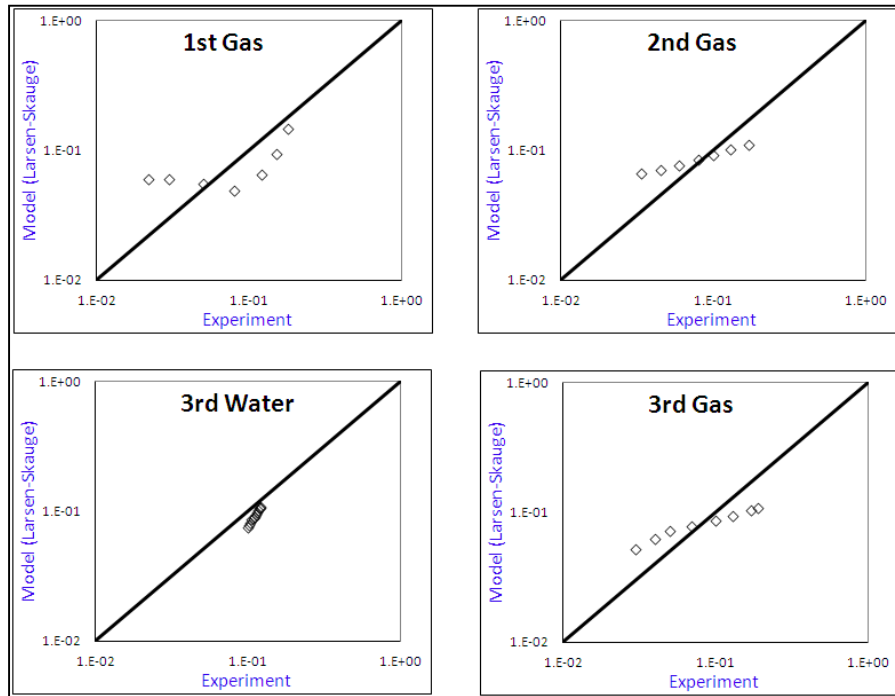 1st Gas
1.E+00
1.E-01
1.E-02
Model (Larsen-Skauge)
1.E-02
1.E-01
1.E+00
Experiment
2nd Gas
1.E+00
1.E-01
1.E-02
Model (Larsen-Skauge)
1.E-02
1.E-01
1.E+00
Experiment
3rd Water
1.E+00
1.E-01
1.E-02
Model (Larsen-Skauge)
1.E-02
1.E-01
1.E+00
Experiment
3rd Gas
1.E+00
1.E-01
1.E-02
Model (Larsen-Skauge)
1.E-02
1.E-01
1.E+00
Experiment